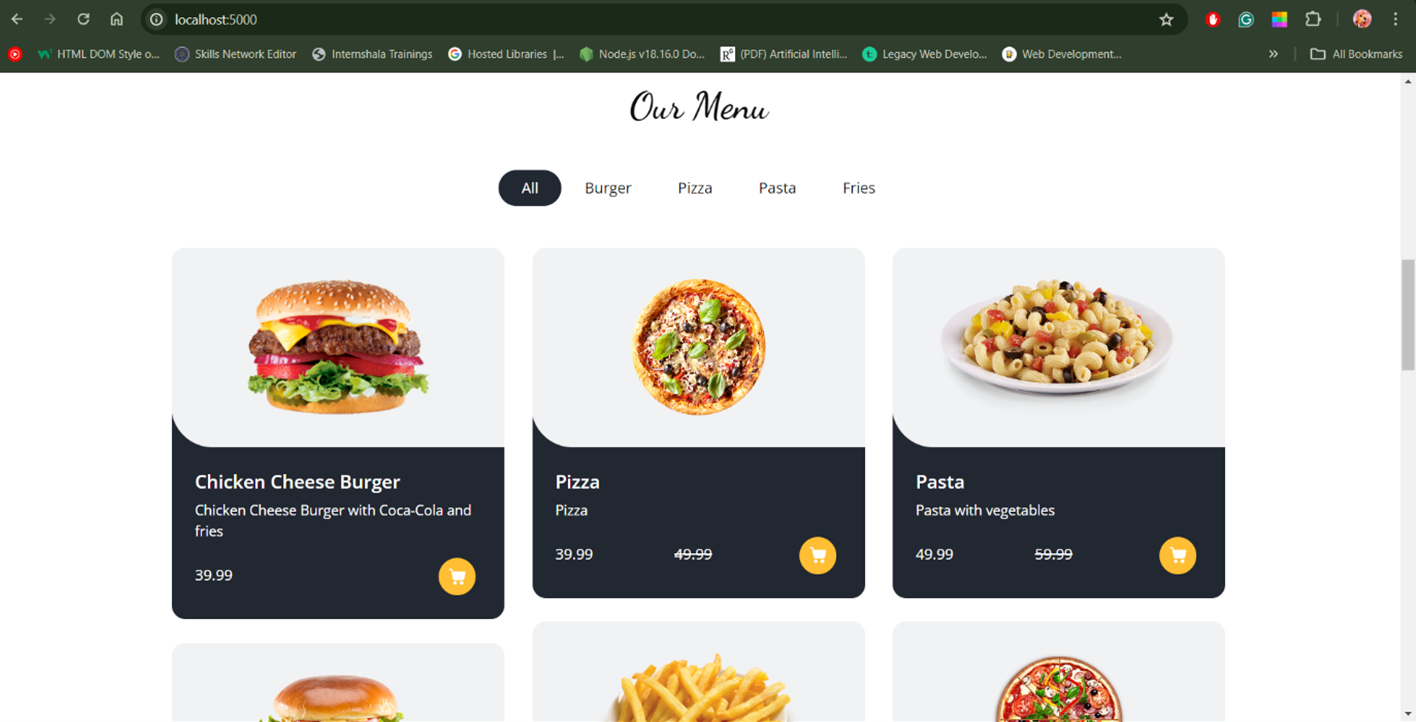 localhost:5000
HTML DOM Style o...
Skills Network Editor
Internshala Trainings
Hosted Libraries |...
Node.js v18.16.0 Do...
(PDF) Artificial Intelli...
Legacy Web Develo...
Web Development...
»
All Bookmarks
Our Menu
All
Burger
Pizza
Pasta
Fries
Chicken Cheese Burger
Chicken Cheese Burger with Coca-Cola and
fries
39.99
Pizza
Pizza
39.99 49.99
Pasta
Pasta with vegetables
49.99 59.99